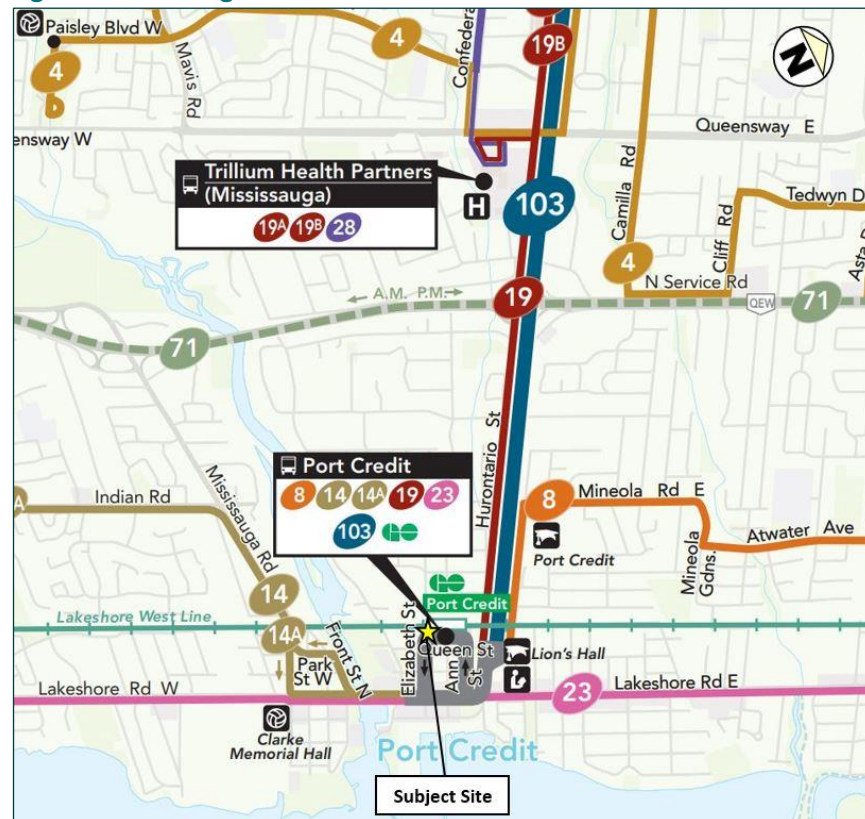 Paisley Blvd W
4
4
Mavis Rd
Confedera
19B
N
ensway W
Queensway E
Trillium Health Partners
(Mississauga)
19A 19B 28
H
103
Camilla Rd
Cliff Rd
Tedwyn D
4
N Service Rd
Asta
A.M. P.M.
19
QEW
71
71
Mississauga Rd
Hurontario St
Port Credit
8 14 14A 19 23
103 GO
Indian Rd
8
Mineola Rd E
Port Credit
Mineola
Gdns.
Atwater Ave
14
GO
Port Credit
Lakeshore West Line
14A
Park
St W
Front St N
Elizabeth St
Queen St
Ann
St
Lion's Hall
Lakeshore Rd W
23
Lakeshore Rd E
Clarke
Memorial Hall
Port Credit
Subject Site